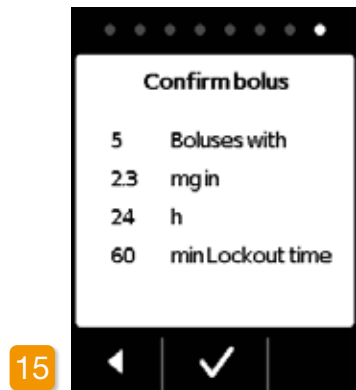 Confirm bolus
5 Boluses with
2.3 mg in
24 h
60 min Lockout time
15